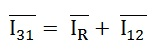 I̅₃₁ = I̅_R + I̅₁₂